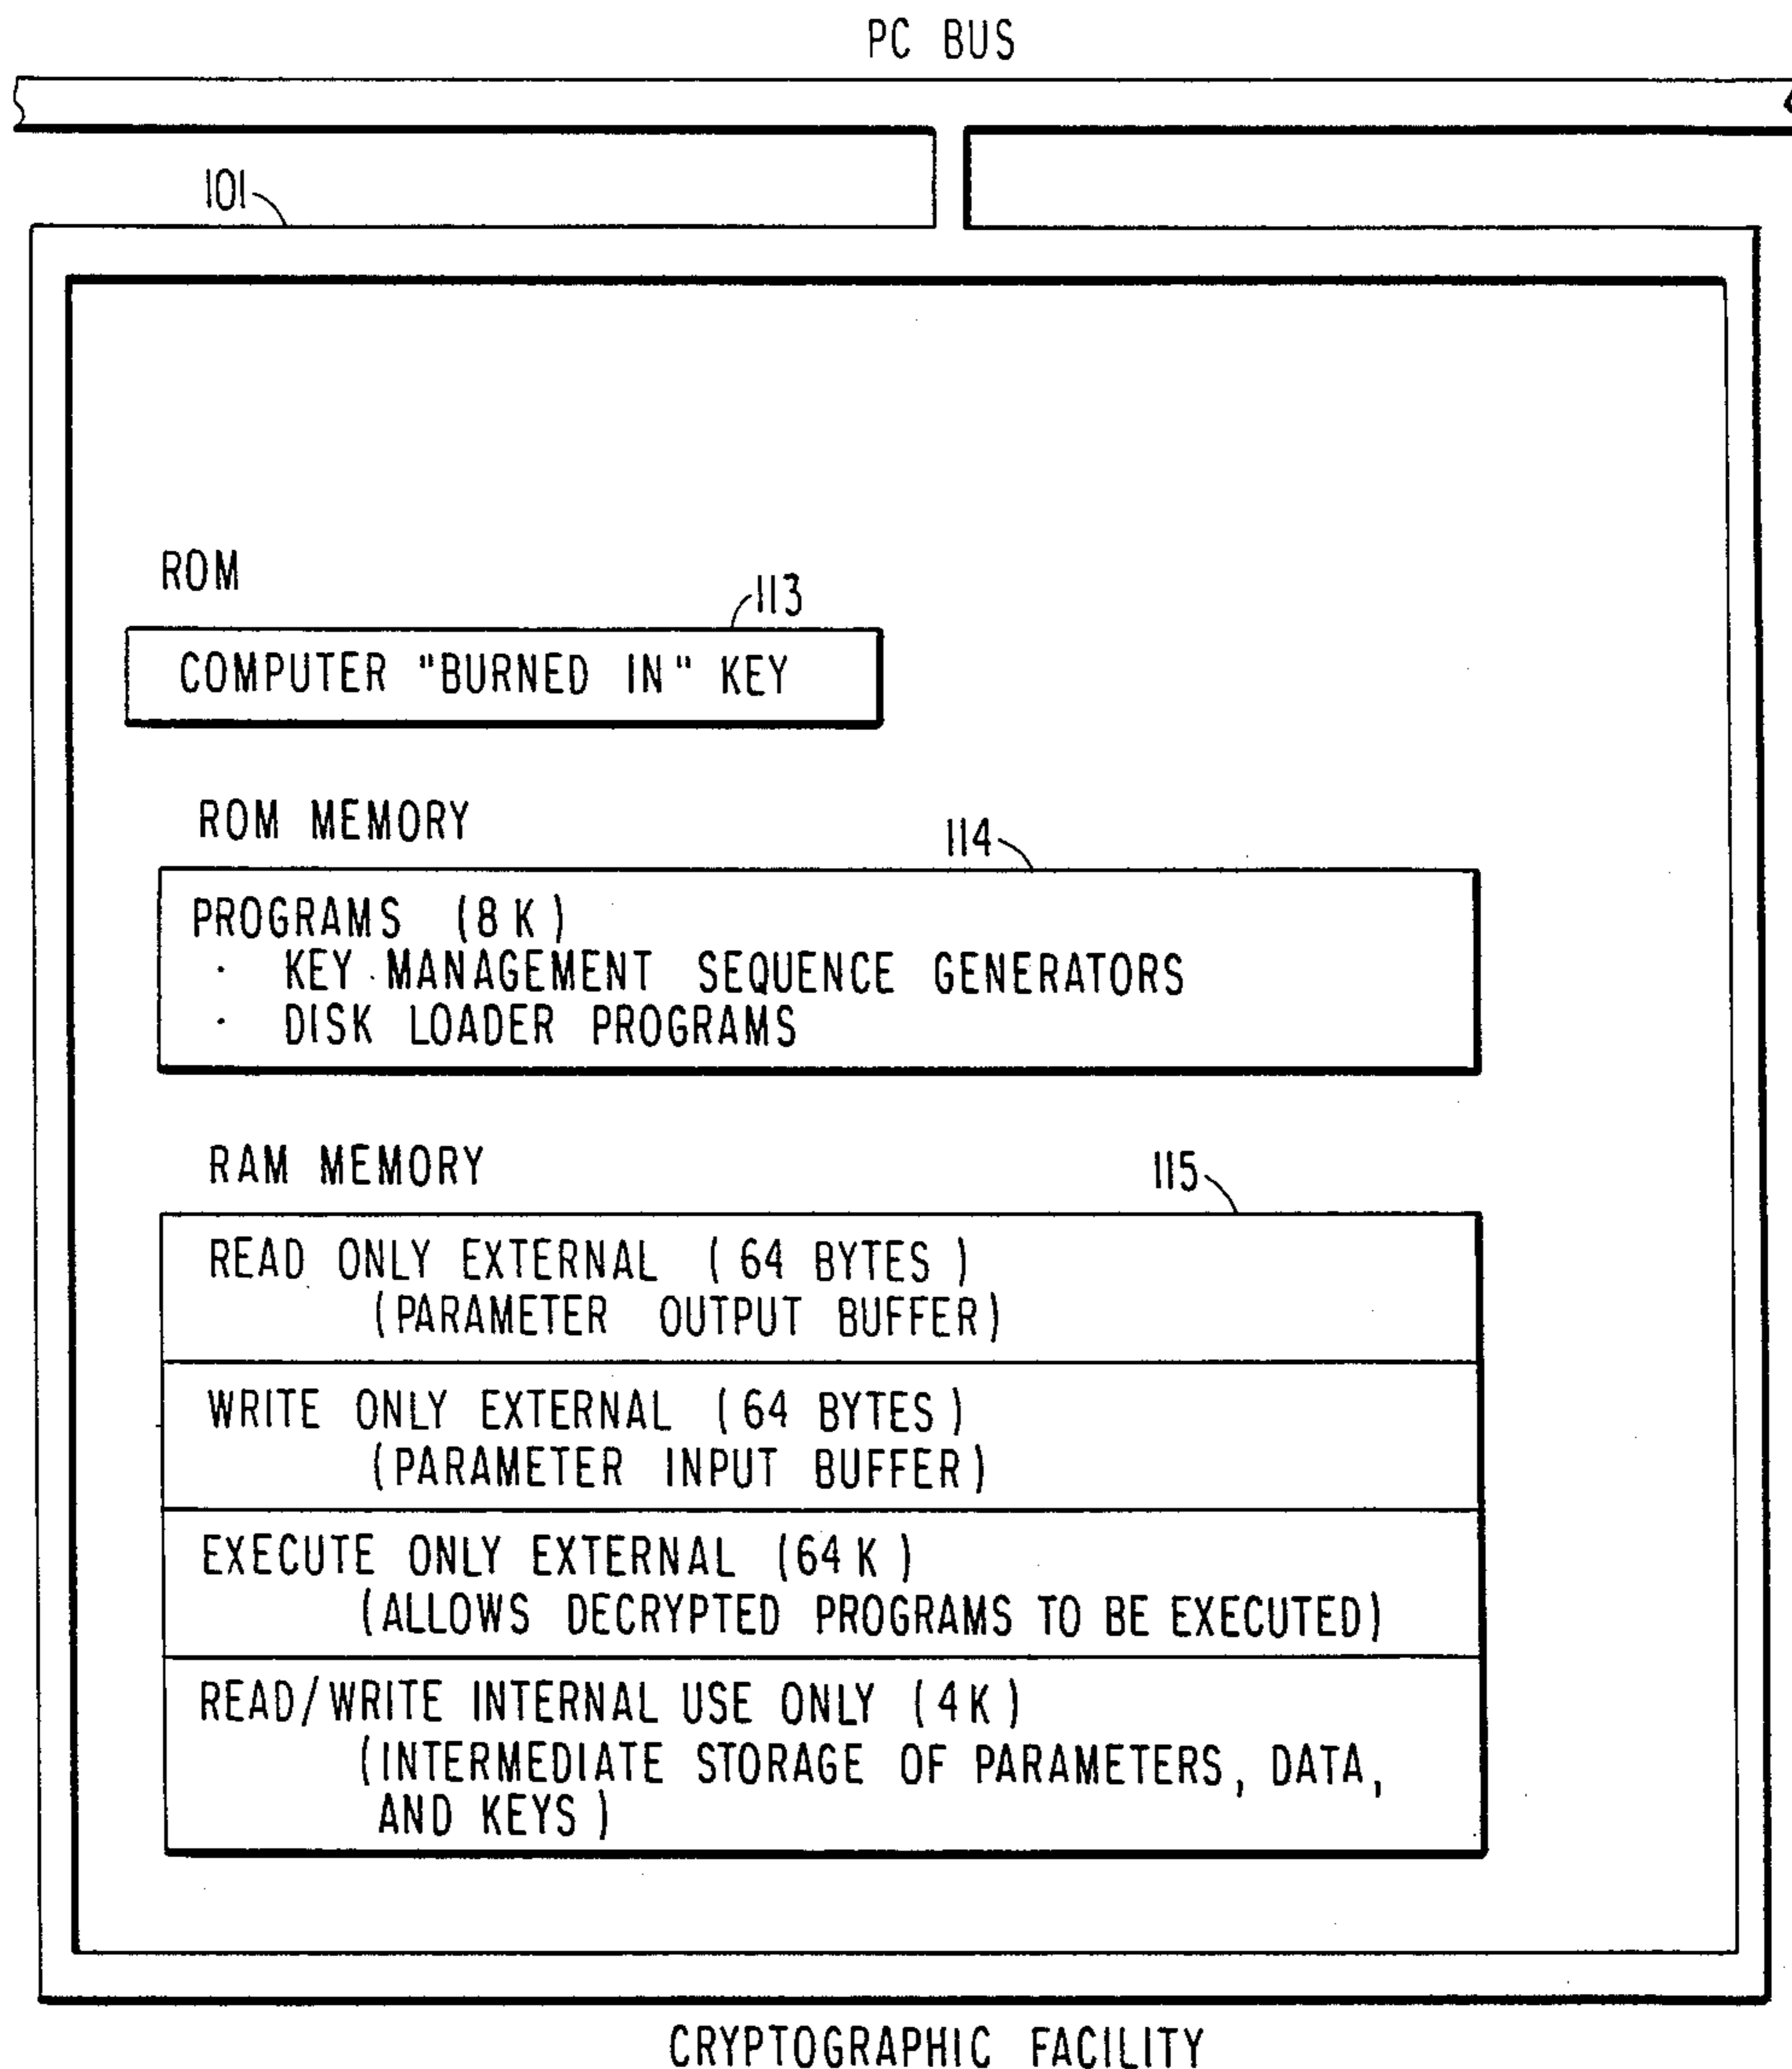 PC BUS
101
ROM
113
COMPUTER "BURNED IN" KEY
ROM MEMORY
114
PROGRAMS (8 K)
· KEY MANAGEMENT SEQUENCE GENERATORS
· DISK LOADER PROGRAMS
RAM MEMORY
115
READ ONLY EXTERNAL (64 BYTES)
(PARAMETER OUTPUT BUFFER)
WRITE ONLY EXTERNAL (64 BYTES)
(PARAMETER INPUT BUFFER)
EXECUTE ONLY EXTERNAL (64 K)
(ALLOWS DECRYPTED PROGRAMS TO BE EXECUTED)
READ/WRITE INTERNAL USE ONLY (4 K)
(INTERMEDIATE STORAGE OF PARAMETERS, DATA,
AND KEYS)
CRYPTOGRAPHIC FACILITY